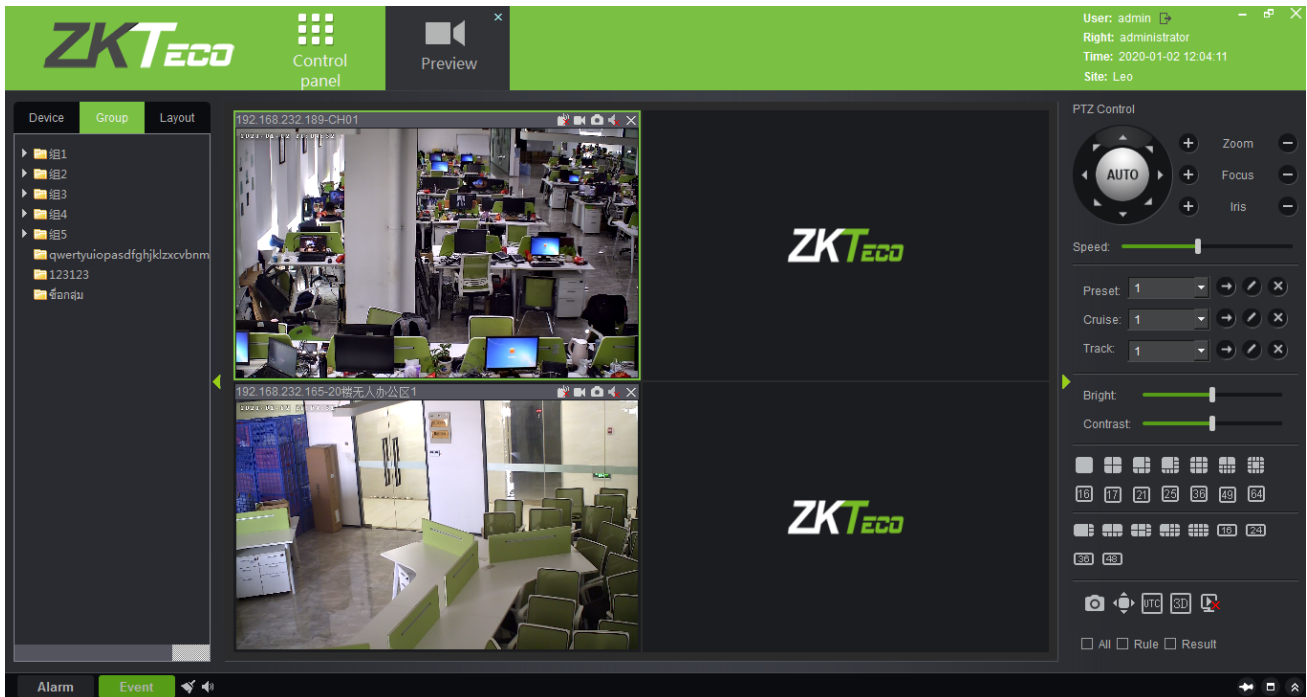 ZKTECO
Control
panel
Preview
User: admin
Right: administrator
Time: 2020-01-02 12:04:11
Site: Leo
Device
Group
Layout
组1
组2
组3
组4
组5
qwertyuiopasdfghjklzxcvbnm
123123
ชื่อกลุ่ม
192.168.232.189-CH01
ZKTECO
192.168.232.165-20楼无人办公区1
ZKTECO
PTZ Control
AUTO
Zoom
Focus
Iris
Speed:
Preset: 1
Cruise: 1
Track: 1
Bright:
Contrast:
16 17 21 25 36 49 64
16 24
36 48
UTC 3D
All Rule Result
Alarm
Event